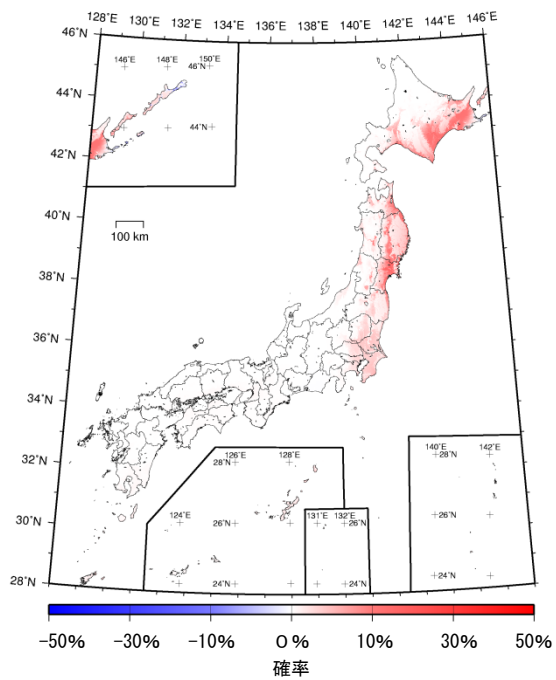 128˚E 130˚E 132˚E 134˚E 136˚E 138˚E 140˚E 142˚E 144˚E 146˚E
46˚N
146˚E 148˚E 150˚E
46˚N
44˚N
44˚N
42˚N
40˚N
100 km
38˚N
36˚N
34˚N
32˚N
126˚E 128˚E
28˚N
140˚E 142˚E
28˚N
30˚N
124˚E
26˚N
131˚E 132˚E
26˚N
26˚N
28˚N
24˚N
24˚N
24˚N
−50% −30% −10% 0 % 10% 30% 50%
確率